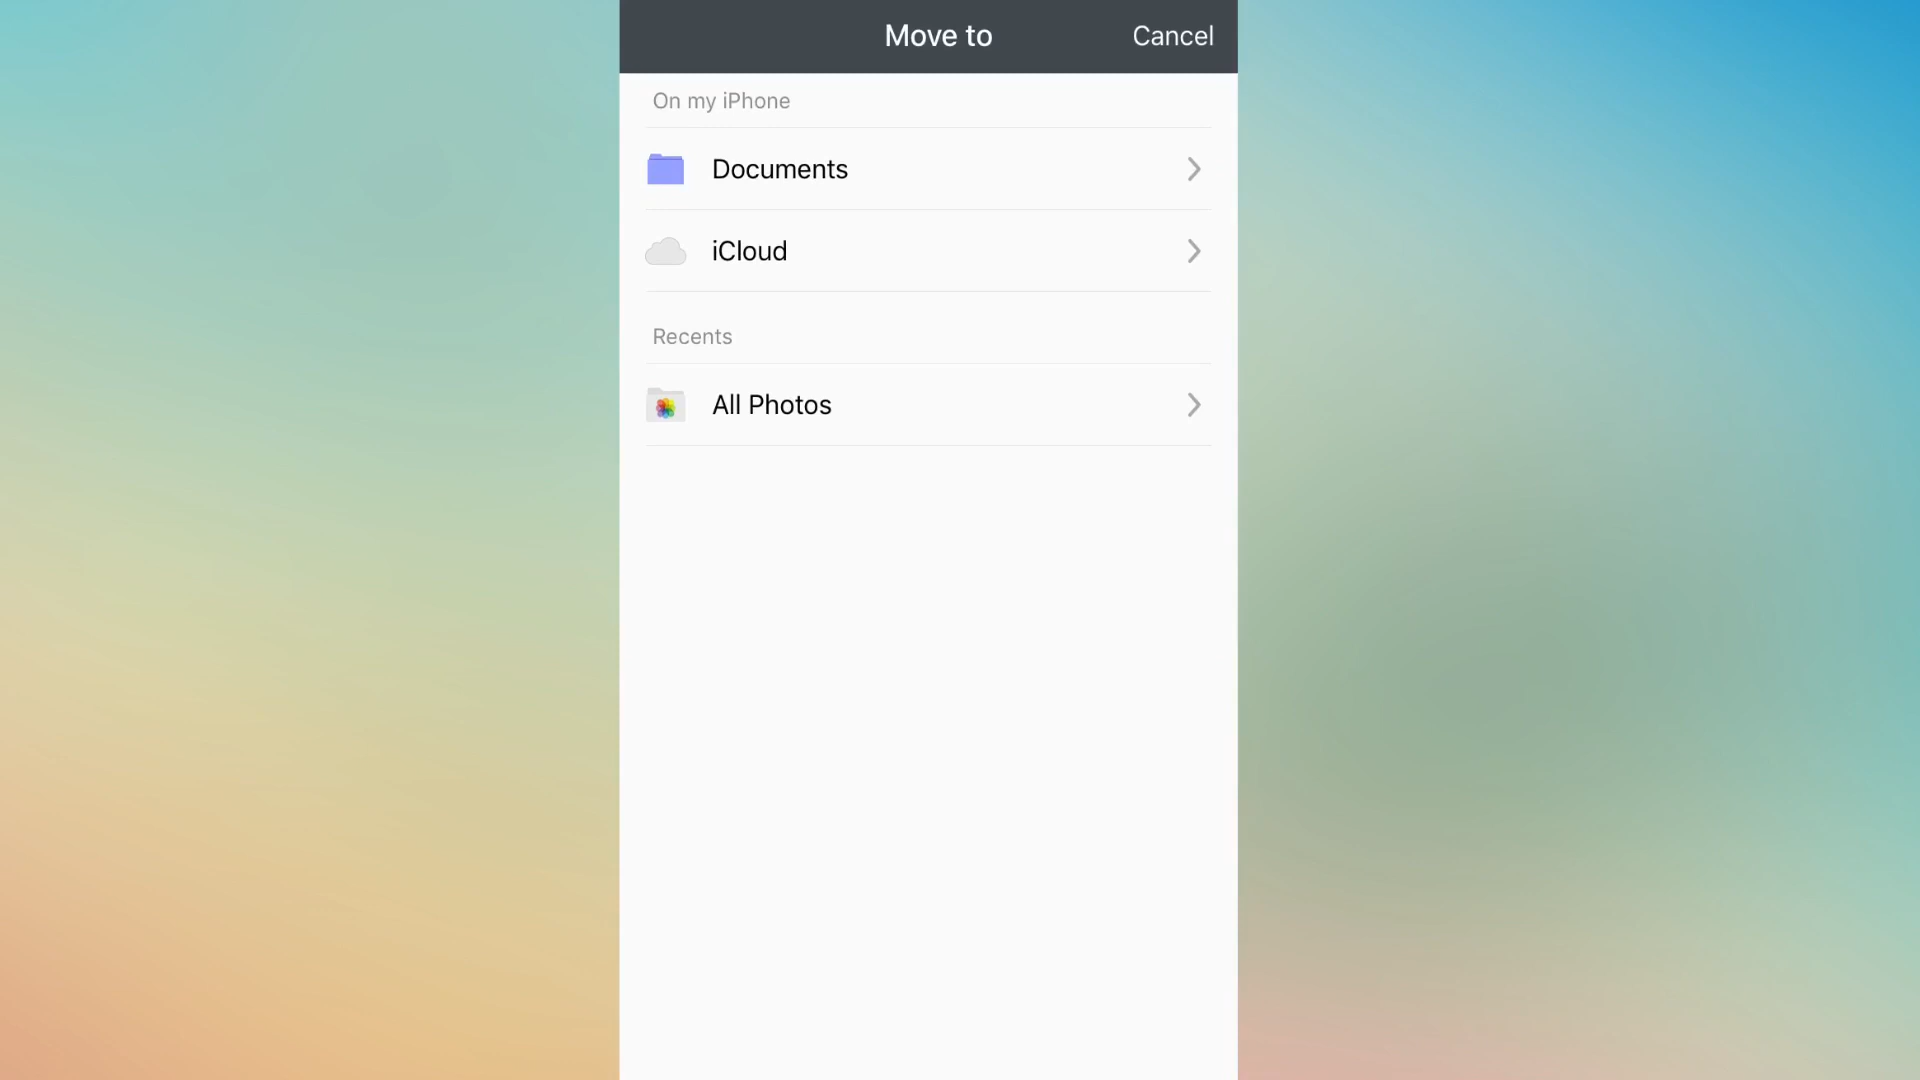 Move to
Cancel
On my iPhone
Documents
iCloud
Recents
All Photos